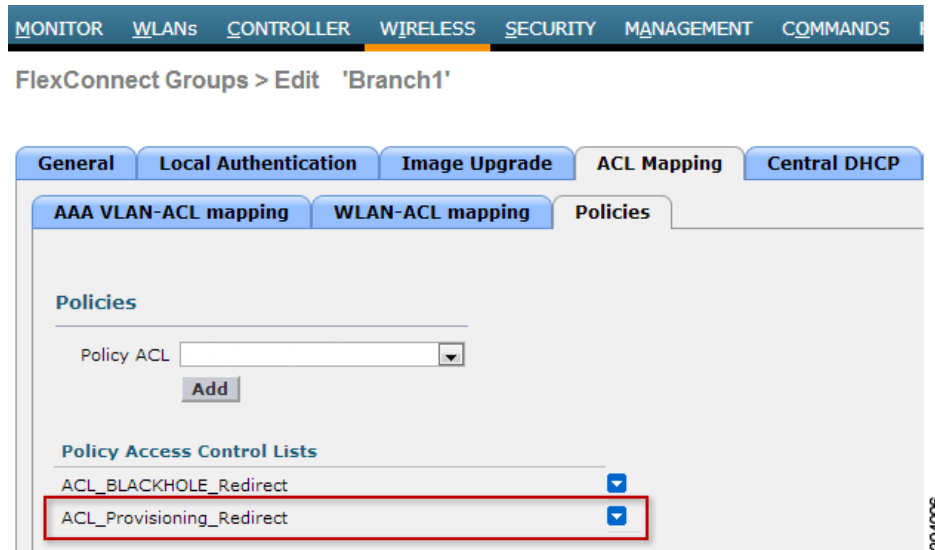 MONITOR WLANs CONTROLLER WIRELESS SECURITY MANAGEMENT COMMANDS
FlexConnect Groups > Edit 'Branch1'
General Local Authentication Image Upgrade ACL Mapping Central DHCP
AAA VLAN-ACL mapping WLAN-ACL mapping Policies
Policies
Policy ACL
Add
Policy Access Control Lists
ACL_BLACKHOLE_Redirect
ACL_Provisioning_Redirect